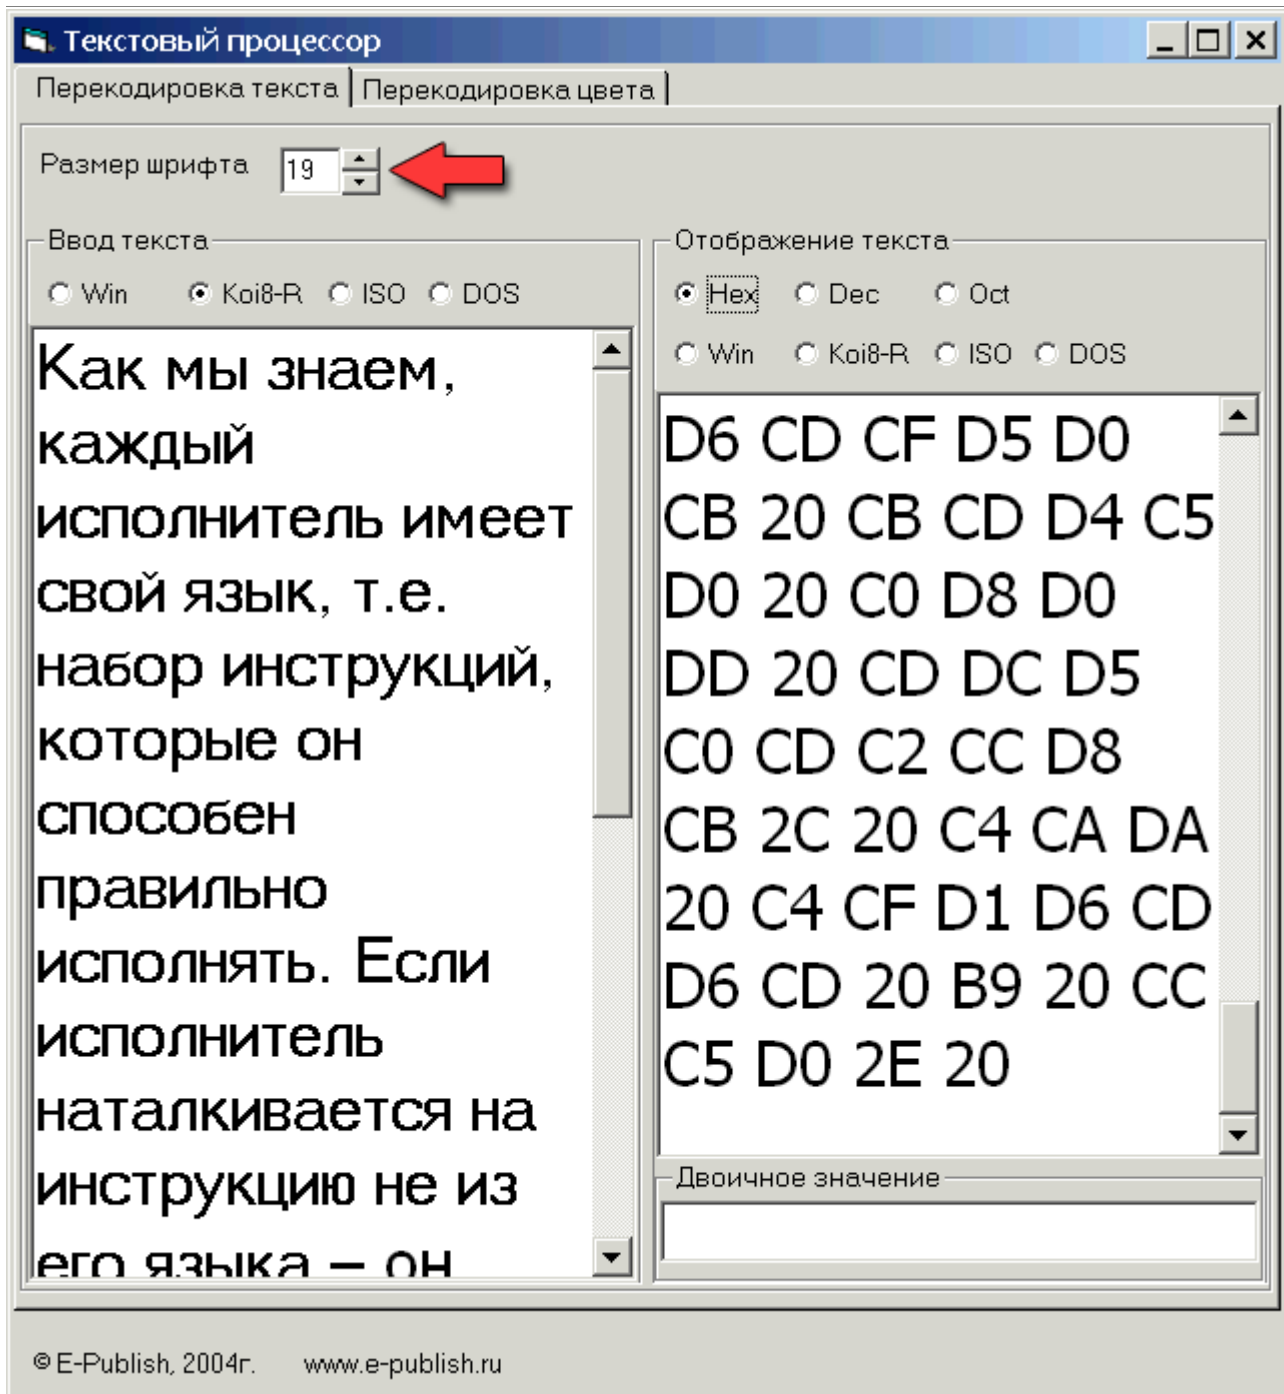 Текстовый процессор
Перекодировка текста
Перекодировка цвета
Размер шрифта 19
Ввод текста
Win Koi8-R ISO DOS
Как мы знаем,
каждый
исполнитель имеет
свой язык, т.е.
набор инструкций,
которые он
способен
правильно
исполнять. Если
исполнитель
наталкивается на
инструкцию не из
его языка – он
Отображение текста
Hex Dec Oct
Win Koi8-R ISO DOS
D6 CD CF D5 D0
CB 20 CB CD D4 C5
D0 20 C0 D8 D0
DD 20 CD DC D5
C0 CD C2 CC D8
CB 2C 20 C4 CA DA
20 C4 CF D1 D6 CD
D6 CD 20 B9 20 CC
C5 D0 2E 20
Двоичное значение
© E-Publish, 2004г. www.e-publish.ru